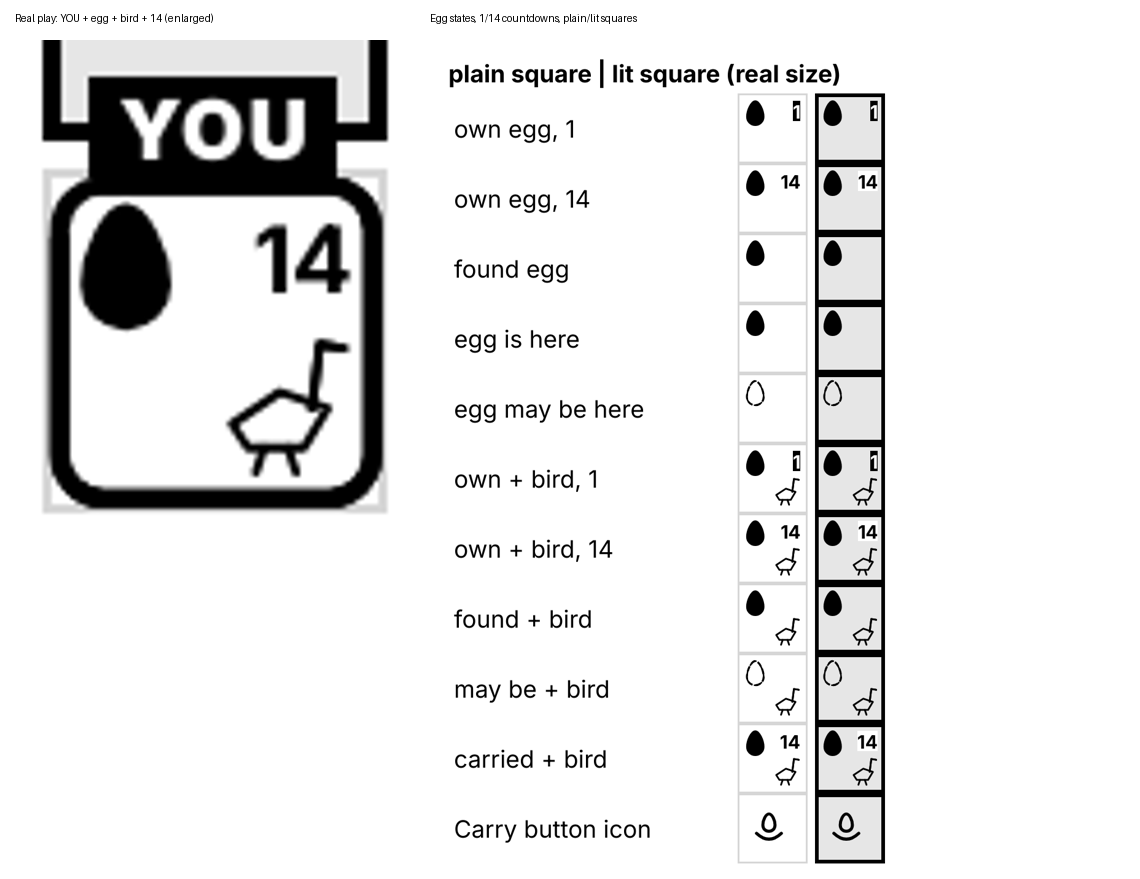 Real play: YOU + egg + bird + 14 (enlarged)
Egg states, 1/14 countdowns, plain/lit squares
YOU
14
plain square | lit square (real size)
own egg, 1
1 1
own egg, 14
14 14
found egg
egg is here
egg may be here
own + bird, 1
1 1
own + bird, 14
14 14
found + bird
may be + bird
carried + bird
14 14
Carry button icon